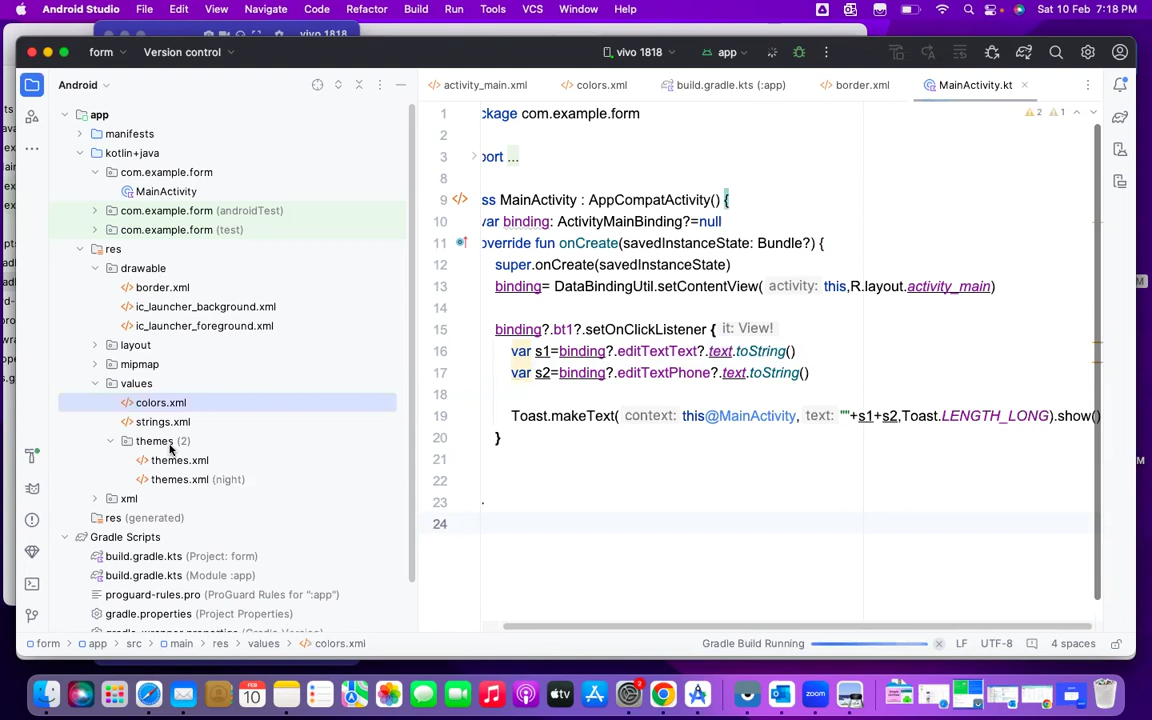 Android Studio File Edit View Navigate Code Refactor Build Run Tools VCS Window Help Sat 10 Feb 7:18 PM
vivo 1818
form Version control vivo 1818 app
Android
activity_main.xml colors.xml build.gradle.kts (:app) border.xml MainActivity.kt
app
manifests
kotlin+java
com.example.form
MainActivity
com.example.form (androidTest)
com.example.form (test)
res
drawable
border.xml
ic_launcher_background.xml
ic_launcher_foreground.xml
layout
mipmap
values
colors.xml
strings.xml
themes (2)
themes.xml
themes.xml (night)
xml
res (generated)
Gradle Scripts
build.gradle.kts (Project: form)
build.gradle.kts (Module :app)
proguard-rules.pro (ProGuard Rules for ":app")
gradle.properties (Project Properties)
2 1
1 ckage com.example.form
2
3 port ...
8
9 ss MainActivity : AppCompatActivity() {
10 var binding: ActivityMainBinding?=null
11 override fun onCreate(savedInstanceState: Bundle?) {
12 super.onCreate(savedInstanceState)
13 binding= DataBindingUtil.setContentView( activity: this,R.layout.activity_main)
14
15 binding?.bt1?.setOnClickListener { it: View!
16 var s1=binding?.editTextText?.text.toString()
17 var s2=binding?.editTextPhone?.text.toString()
18
19 Toast.makeText( context: this@MainActivity, text: ""+s1+s2,Toast.LENGTH_LONG).show()
20 }
21
22
23
24
form app src main res values colors.xml Gradle Build Running LF UTF-8 4 spaces
FEB
10
tv
2
zoom